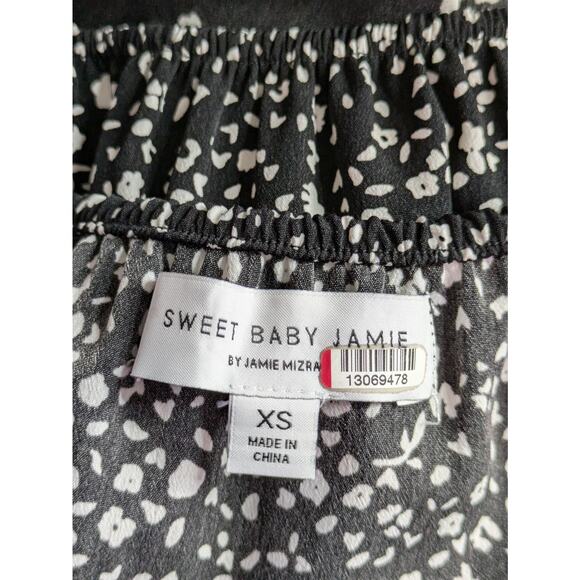 SWEET BABY JAMIE
BY JAMIE MIZRA
13069478
XS
MADE IN
CHINA